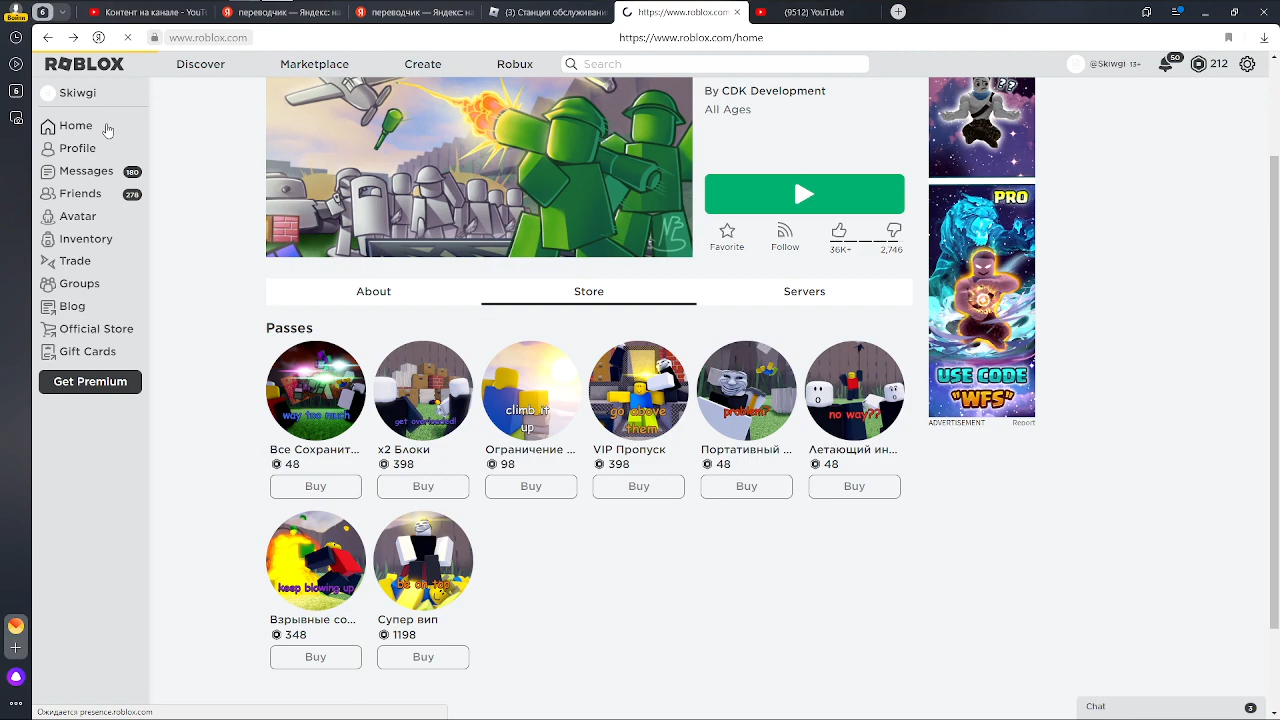 Войти
6
Контент на канале - YouTu
переводчик — Яндекс на
переводчик — Яндекс на
(3) Станция обслуживани
https://www.roblox.com
(9512) YouTube
www.roblox.com
https://www.roblox.com/home
ROBLOX
Discover
Marketplace
Create
Robux
Search
@Skiwgi 13+
50
212
Skiwgi
Home
Profile
Messages 180
Friends 278
Avatar
Inventory
Trade
Groups
Blog
Official Store
Gift Cards
Get Premium
6
By CDK Development
All Ages
Favorite
Follow
36K+
2,746
About
Store
Servers
Passes
way too much
get overloaded!
climb it up
go above them
problem?
no way??
Все Сохранит...
x2 Блоки
Ограничение ...
VIP Пропуск
Портативный ...
Летающий ин...
48
398
98
398
48
48
Buy
Buy
Buy
Buy
Buy
Buy
keep blowing up
be on top
Взрывные со...
Супер вип
348
1198
Buy
Buy
??
PRO
USE CODE
"WFS"
ADVERTISEMENT
Report
Chat
3
Ожидается presence.roblox.com